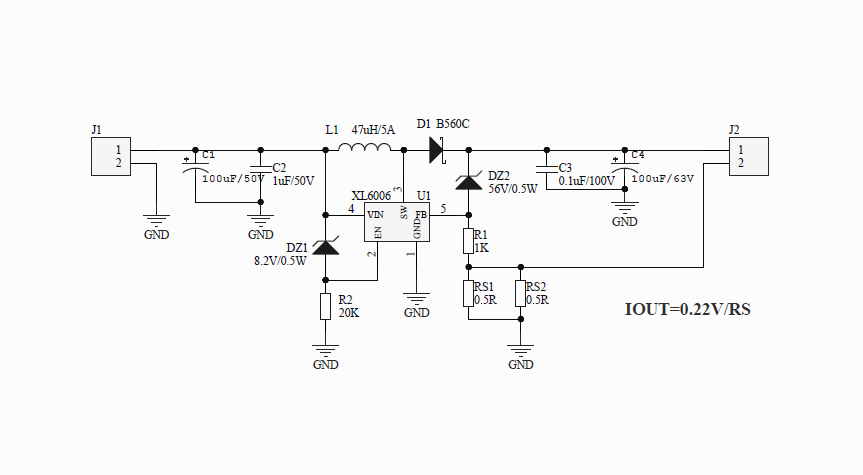 J1
1
2
GND
C1
100uF/50V
C2
1uF/50V
GND
L1 47uH/5A
D1 B560C
XL6006 U1
4 VIN
SW 3
FB 5
EN 2
GND 1
GND
DZ1
8.2V/0.5W
R2
20K
GND
DZ2
56V/0.5W
R1
1K
RS1
0.5R
RS2
0.5R
GND
C3
0.1uF/100V
C4
100uF/63V
GND
J2
1
2
IOUT=0.22V/RS